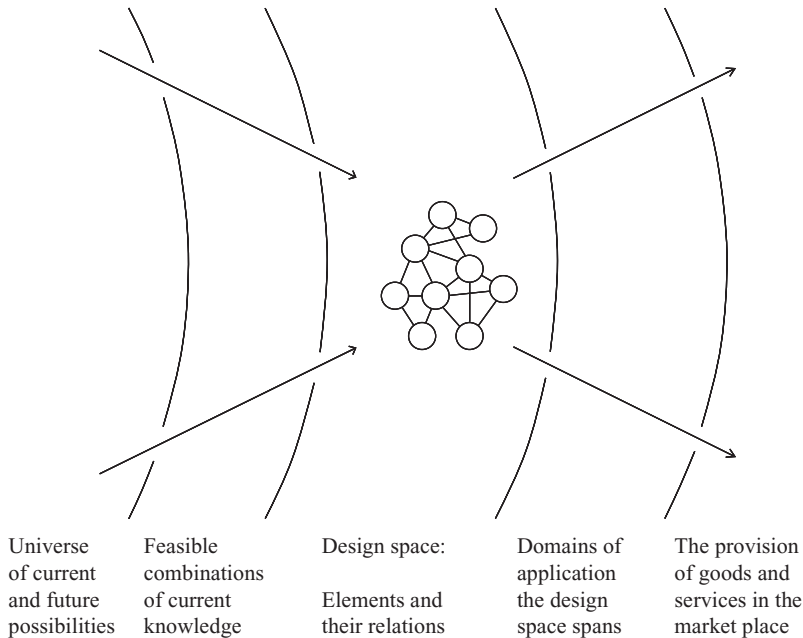 Universe
of current
and future
possibilities
Feasible
combinations
of current
knowledge
Design space:
Elements and
their relations
Domains of
application
the design
space spans
The provision
of goods and
services in the
market place